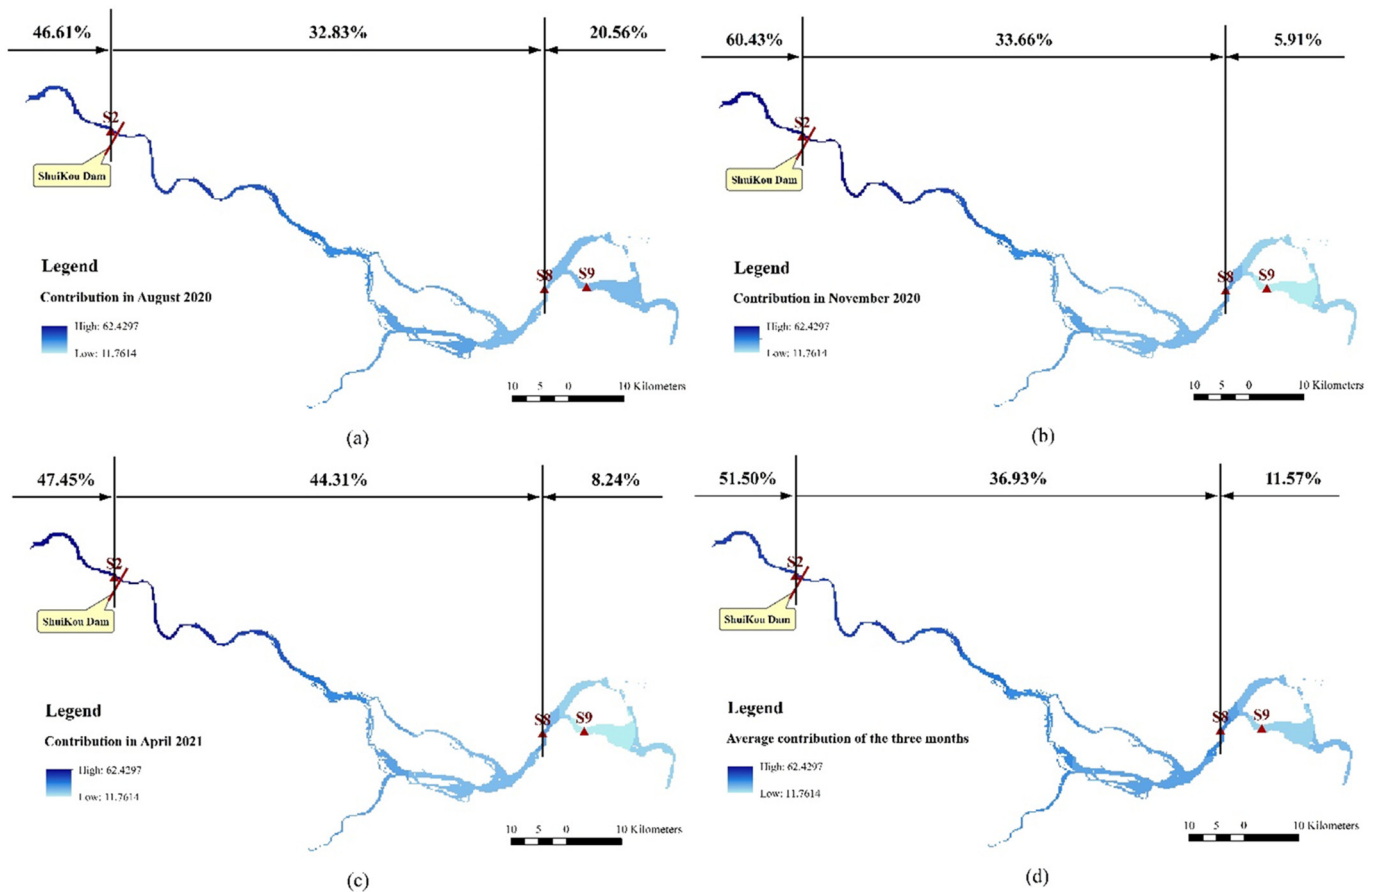 46.61% 32.83% 20.56%
S2
ShuiKou Dam
S8 S9
Legend
Contribution in August 2020
High: 62.4297
Low: 11.7614
10 5 0 10 Kilometers
(a)
60.43% 33.66% 5.91%
S2
ShuiKou Dam
S8 S9
Legend
Contribution in November 2020
High: 62.4297
Low: 11.7614
10 5 0 10 Kilometers
(b)
47.45% 44.31% 8.24%
S2
ShuiKou Dam
S8 S9
Legend
Contribution in April 2021
High: 62.4297
Low: 11.7614
10 5 0 10 Kilometers
(c)
51.50% 36.93% 11.57%
S2
ShuiKou Dam
S8 S9
Legend
Average contribution of the three months
High: 62.4297
Low: 11.7614
10 5 0 10 Kilometers
(d)